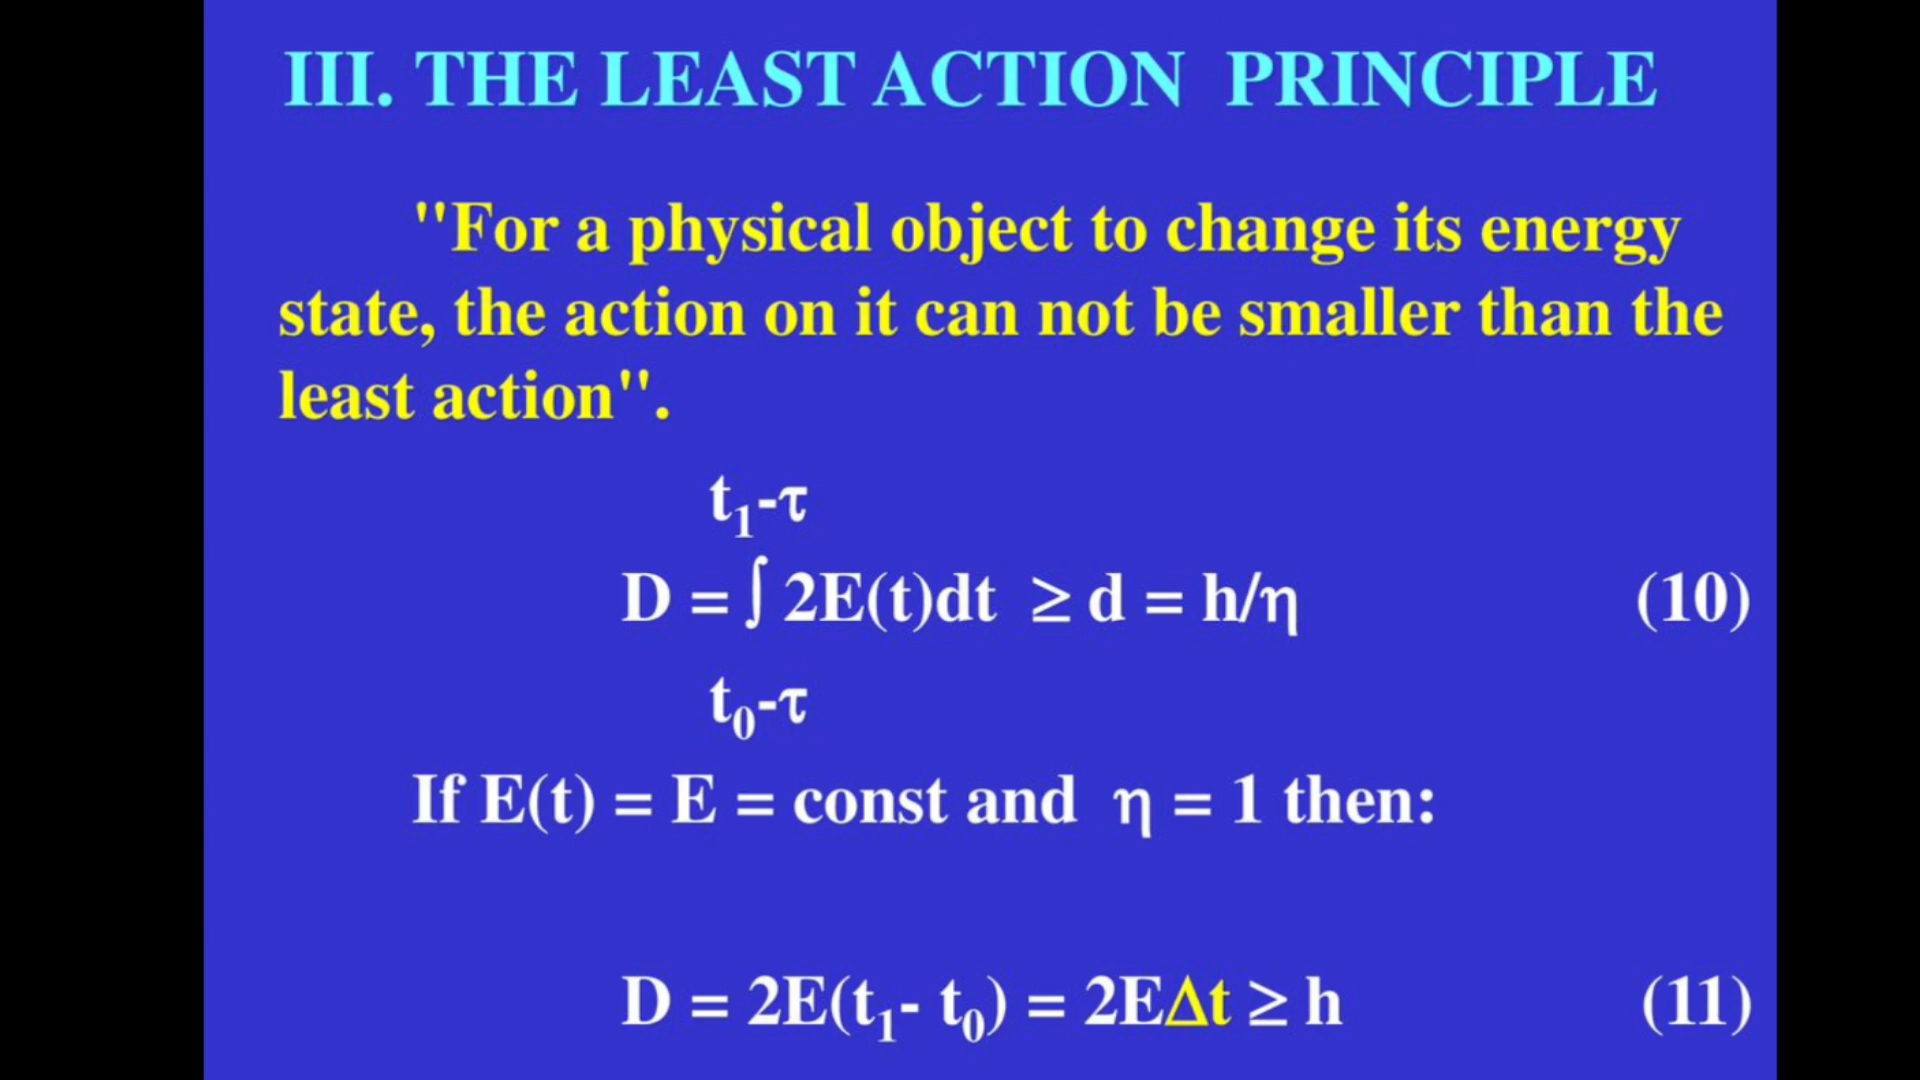 III. THE LEAST ACTION PRINCIPLE
"For a physical object to change its energy
state, the action on it can not be smaller than the
least action".
t₁-τ
D = ∫ 2E(t)dt ≥ d = h/η (10)
t₀-τ
If E(t) = E = const and η = 1 then:
D = 2E(t₁- t₀) = 2EΔt ≥ h (11)